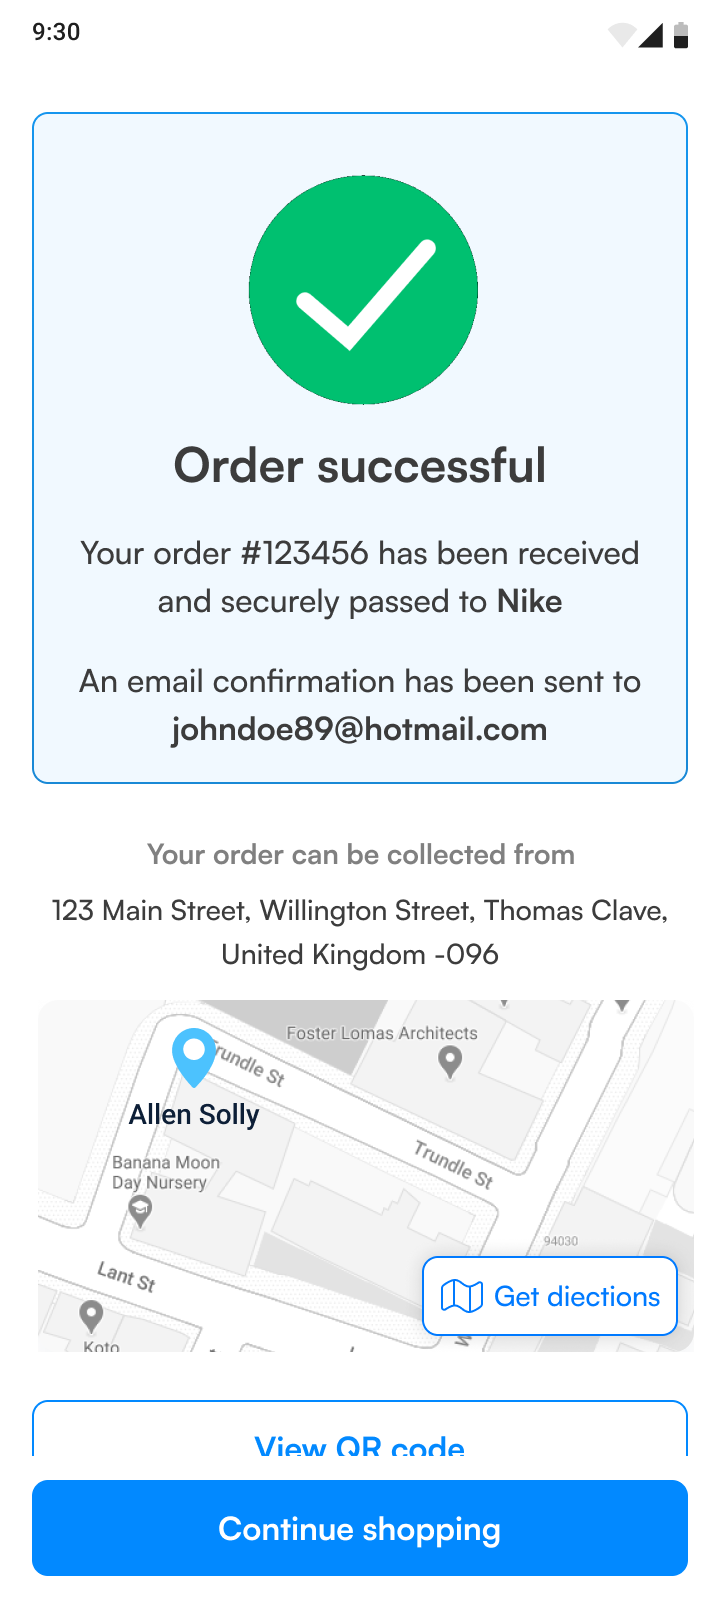 9:30
Order successful
Your order #123456 has been received
and securely passed to Nike
An email confirmation has been sent to
johndoe89@hotmail.com
Your order can be collected from
123 Main Street, Willington Street, Thomas Clave,
United Kingdom -096
Foster Lomas Architects
Trundle St
Allen Solly
Trundle St
Banana Moon
Day Nursery
94030
Lant St
Get diections
Koto
View QR code
Continue shopping